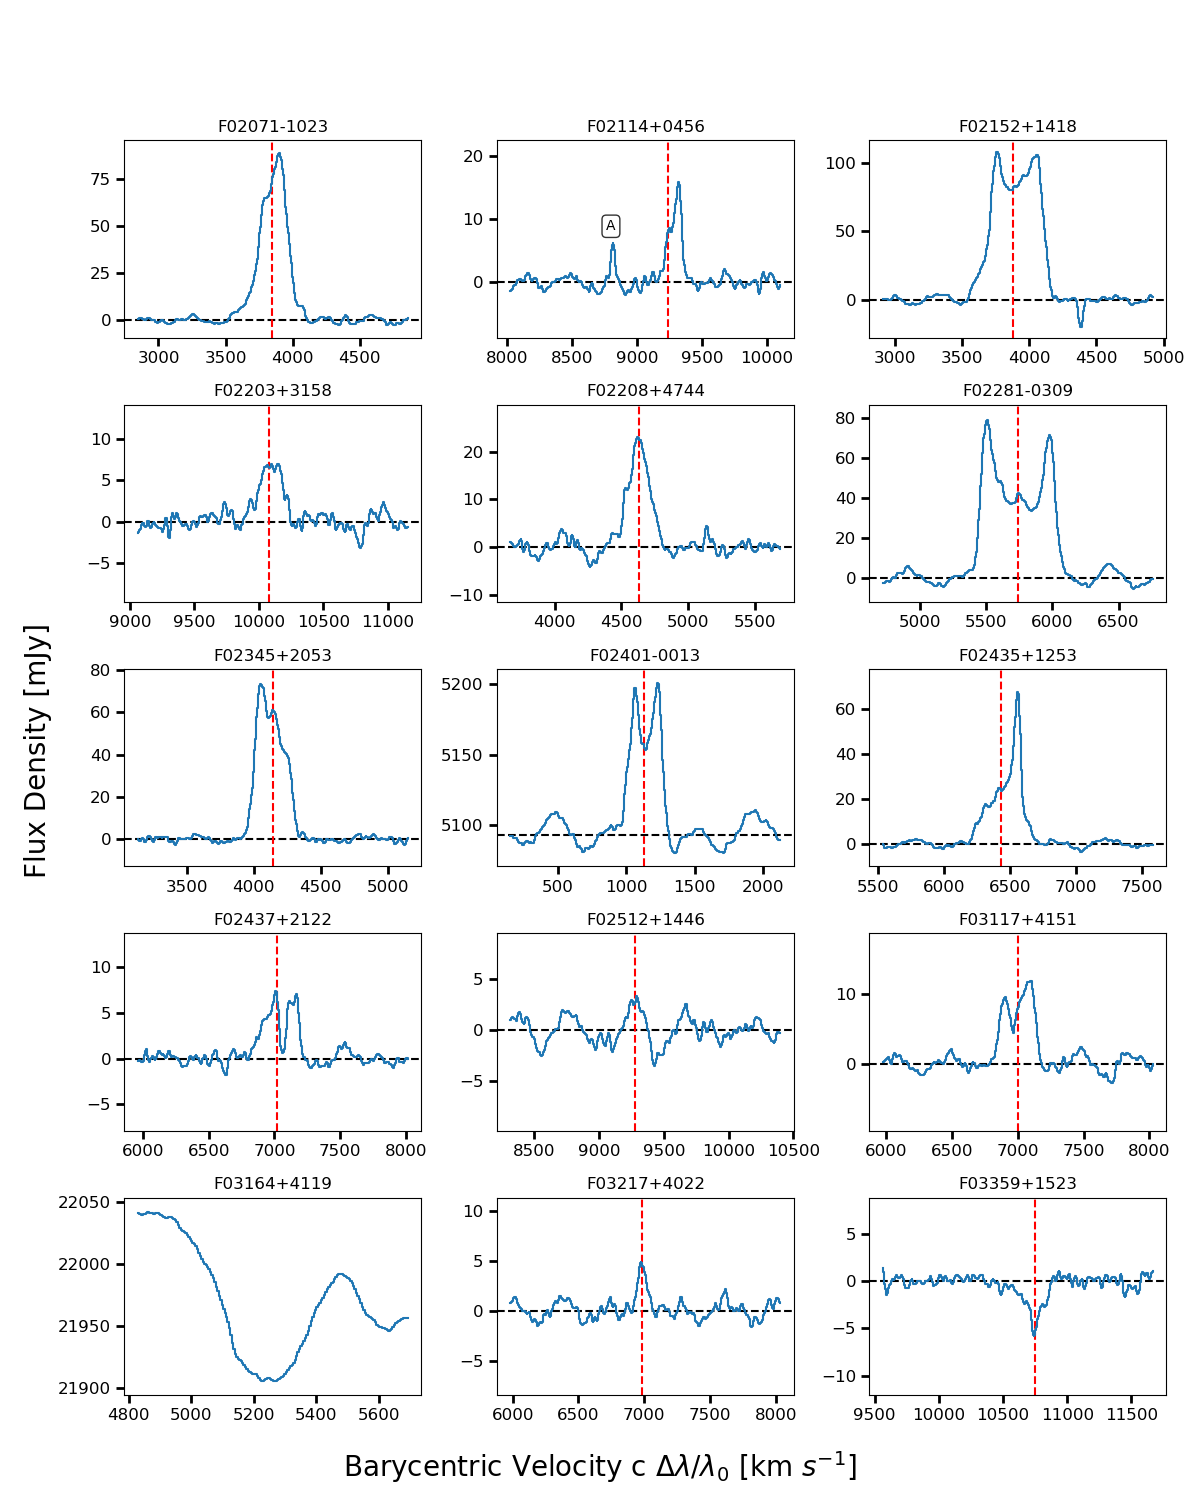 F02071-1023 F02114+0456 F02152+1418
75 50 25 0
3000 3500 4000 4500
20 10 0
A
8000 8500 9000 9500 10000
100 50 0
3000 3500 4000 4500 5000
F02203+3158 F02208+4744 F02281-0309
10 5 0 −5
9000 9500 10000 10500 11000
20 10 0 −10
4000 4500 5000 5500
80 60 40 20 0
5000 5500 6000 6500
Flux Density [mJy]
F02345+2053 F02401-0013 F02435+1253
80 60 40 20 0
3500 4000 4500 5000
5200 5150 5100
500 1000 1500 2000
60 40 20 0
5500 6000 6500 7000 7500
F02437+2122 F02512+1446 F03117+4151
10 5 0 −5
6000 6500 7000 7500 8000
5 0 −5
8500 9000 9500 10000 10500
10 0
6000 6500 7000 7500 8000
F03164+4119 F03217+4022 F03359+1523
22050 22000 21950 21900
4800 5000 5200 5400 5600
10 5 0 −5
6000 6500 7000 7500 8000
5 0 −5 −10
9500 10000 10500 11000 11500
Barycentric Velocity c Δλ/λ₀ [km s⁻¹]